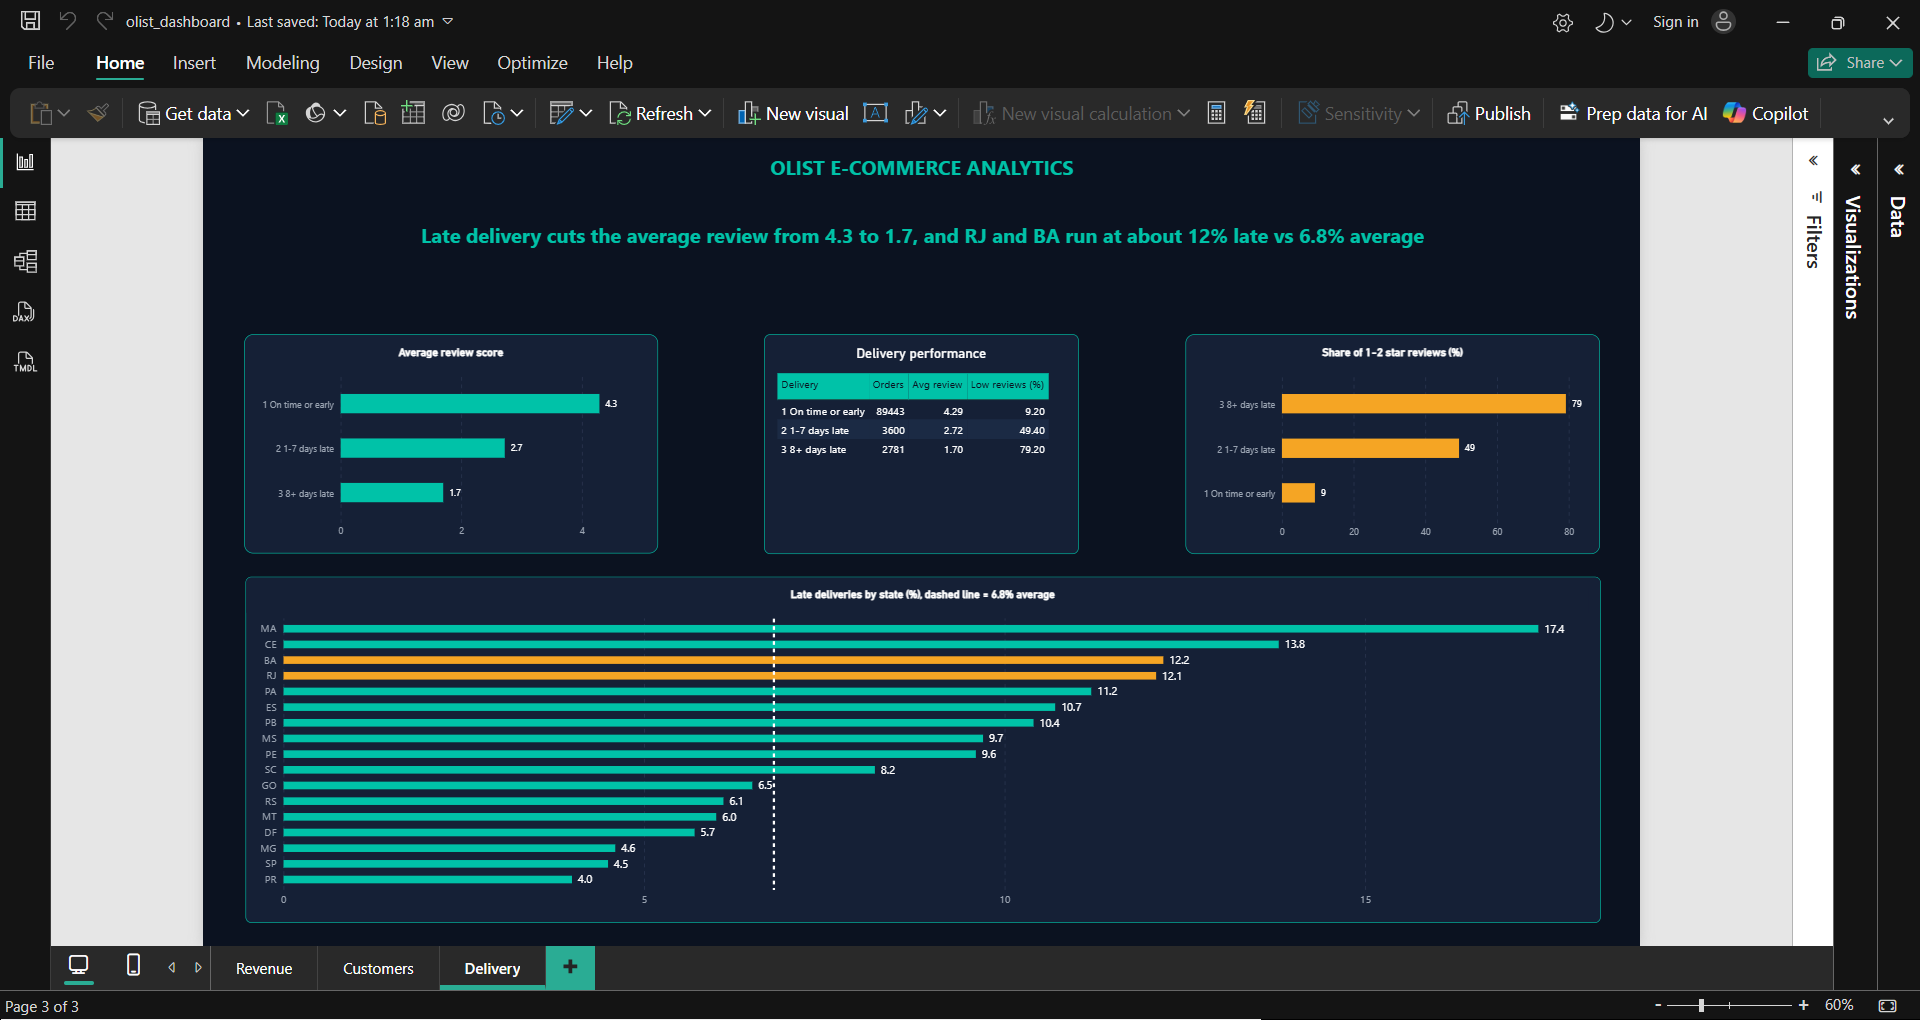 olist_dashboard • Last saved: Today at 1:18 am
Sign in
File Home Insert Modeling Design View Optimize Help
Share
Get data
Refresh
New visual
New visual calculation
Sensitivity
Publish
Prep data for AI
Copilot
DAX
TMDL
OLIST E-COMMERCE ANALYTICS
Late delivery cuts the average review from 4.3 to 1.7, and RJ and BA run at about 12% late vs 6.8% average
Average review score
1 On time or early 4.3
2 1-7 days late 2.7
3 8+ days late 1.7
0 2 4
Delivery performance
Delivery Orders Avg review Low reviews (%)
1 On time or early 89443 4.29 9.20
2 1-7 days late 3600 2.72 49.40
3 8+ days late 2781 1.70 79.20
Share of 1-2 star reviews (%)
3 8+ days late 79
2 1-7 days late 49
1 On time or early 9
0 20 40 60 80
Late deliveries by state (%), dashed line = 6.8% average
MA 17.4
CE 13.8
BA 12.2
RJ 12.1
PA 11.2
ES 10.7
PB 10.4
MS 9.7
PE 9.6
SC 8.2
GO 6.5
RS 6.1
MT 6.0
DF 5.7
MG 4.6
SP 4.5
PR 4.0
0 5 10 15
Filters
Visualizations
Data
Revenue
Customers
Delivery
+
Page 3 of 3
- + 60%